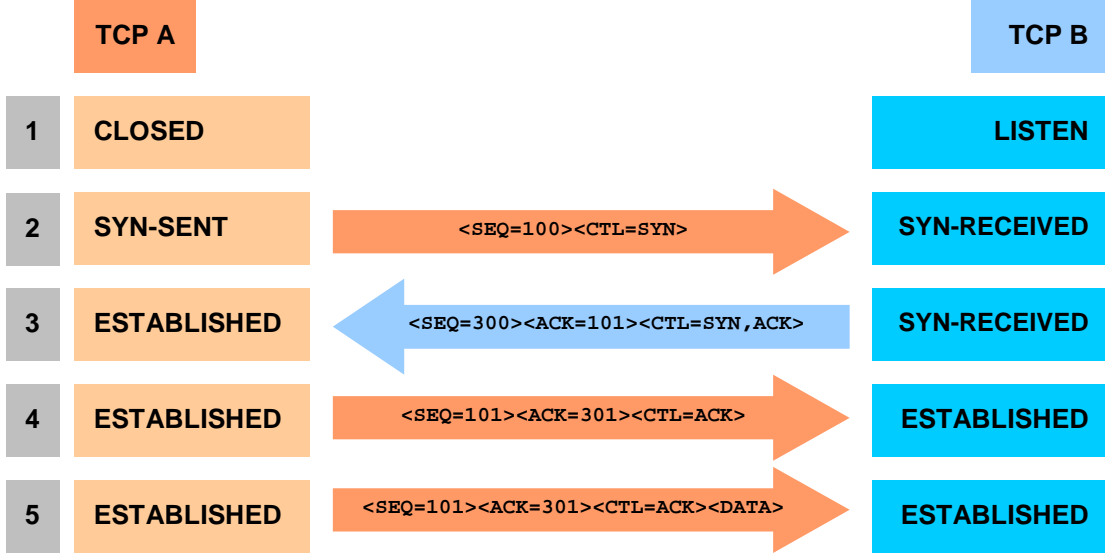 TCP A TCP B
1 CLOSED LISTEN
2 SYN-SENT <SEQ=100><CTL=SYN> SYN-RECEIVED
3 ESTABLISHED <SEQ=300><ACK=101><CTL=SYN,ACK> SYN-RECEIVED
4 ESTABLISHED <SEQ=101><ACK=301><CTL=ACK> ESTABLISHED
5 ESTABLISHED <SEQ=101><ACK=301><CTL=ACK><DATA> ESTABLISHED